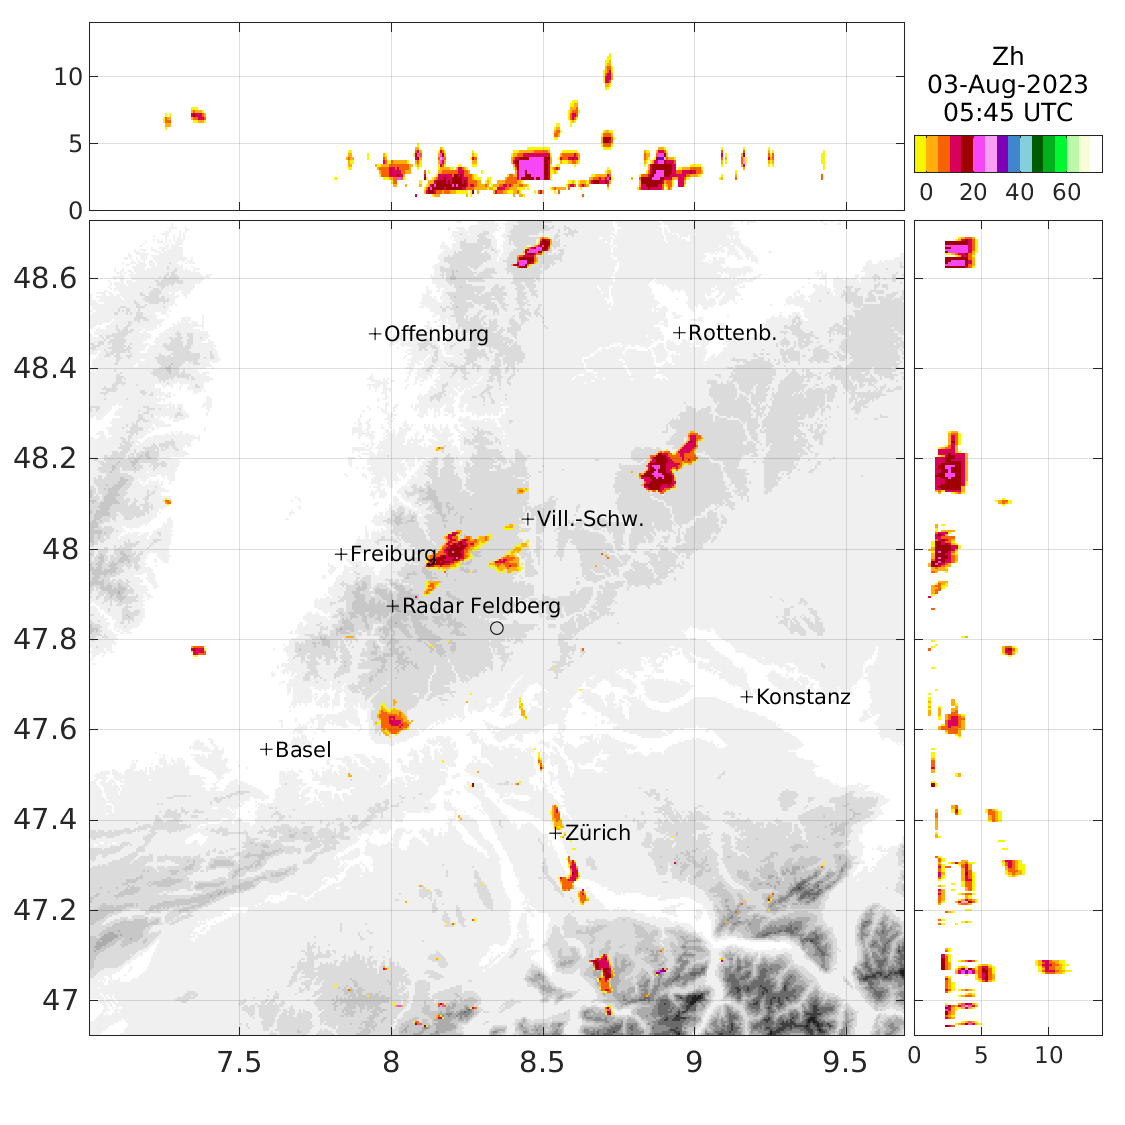 Zh
03-Aug-2023
05:45 UTC
0 20 40 60
10
5
0
48.6
48.4
48.2
48
47.8
47.6
47.4
47.2
47
Offenburg
Rottenb.
Vill.-Schw.
Freiburg
Radar Feldberg
Konstanz
Basel
Zürich
7.5 8 8.5 9 9.5
0 5 10